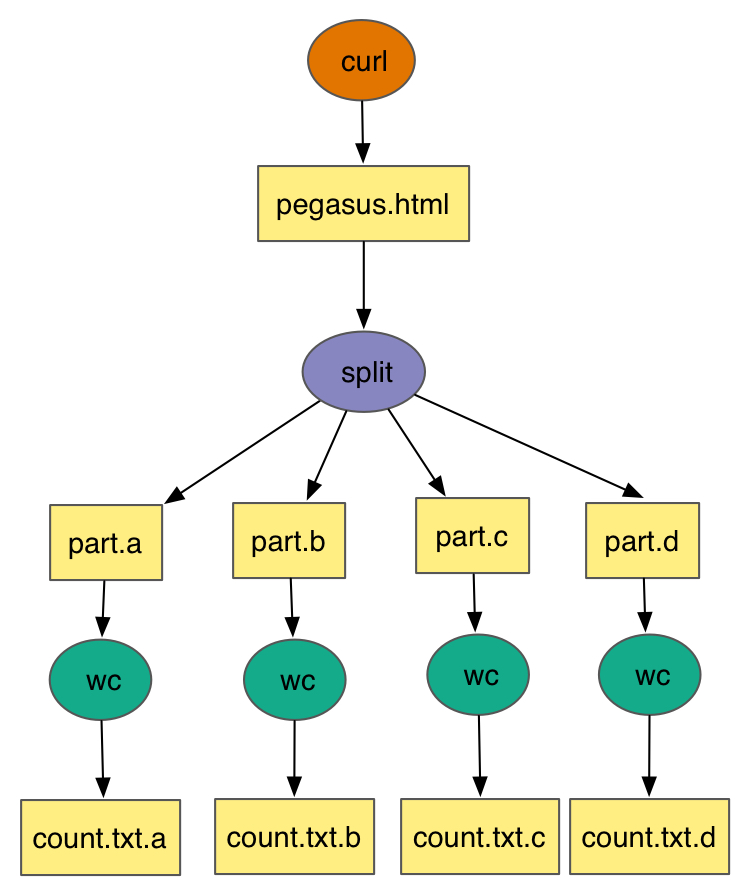 curl
pegasus.html
split
part.a
part.b
part.c
part.d
wc
wc
wc
wc
count.txt.a
count.txt.b
count.txt.c
count.txt.d